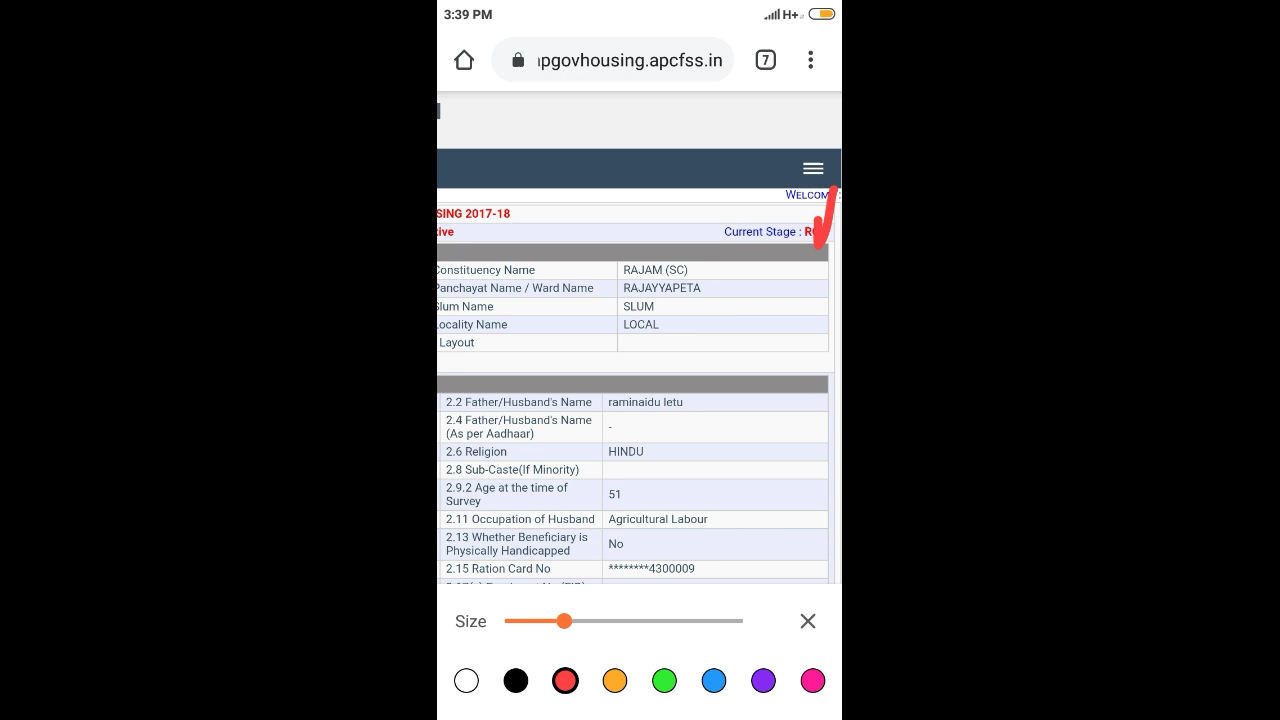 3:39 PM
H+
apgovhousing.apcfss.in
7
WELCOM
SING 2017-18
tive Current Stage : R
Constituency Name RAJAM (SC)
Panchayat Name / Ward Name RAJAYYAPETA
Slum Name SLUM
Locality Name LOCAL
Layout
2.2 Father/Husband's Name raminaidu letu
2.4 Father/Husband's Name
(As per Aadhaar) -
2.6 Religion HINDU
2.8 Sub-Caste(If Minority)
2.9.2 Age at the time of
Survey 51
2.11 Occupation of Husband Agricultural Labour
2.13 Whether Beneficiary is
Physically Handicapped No
2.15 Ration Card No ********4300009
Size